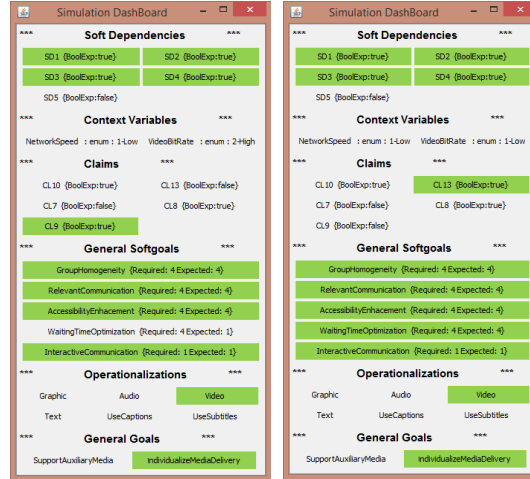 Simulation DashBoard
*** Soft Dependencies ***
SD1 {BoolExp:true} SD2 {BoolExp:true}
SD3 {BoolExp:true} SD4 {BoolExp:true}
SD5 {BoolExp:false}
*** Context Variables ***
NetworkSpeed : enum : 1-Low VideoBitRate : enum : 2-High
*** Claims ***
CL10 {BoolExp:true} CL13 {BoolExp:false}
CL7 {BoolExp:false} CL8 {BoolExp:true}
CL9 {BoolExp:true}
*** General Softgoals ***
GroupHomogeneity {Required: 4 Expected: 4}
RelevantCommunication {Required: 4 Expected: 4}
AccessibilityEnhacement {Required: 4 Expected: 4}
WaitingTimeOptimization {Required: 4 Expected: 1}
InteractiveCommunication {Required: 1 Expected: 1}
*** Operationalizations ***
Graphic Audio Video
Text UseCaptions UseSubtitles
*** General Goals ***
SupportAuxiliaryMedia IndividualizeMediaDelivery
Simulation DashBoard
*** Soft Dependencies ***
SD1 {BoolExp:true} SD2 {BoolExp:true}
SD3 {BoolExp:true} SD4 {BoolExp:true}
SD5 {BoolExp:false}
*** Context Variables ***
NetworkSpeed : enum : 1-Low VideoBitRate : enum : 1-Low
*** Claims ***
CL10 {BoolExp:true} CL13 {BoolExp:true}
CL7 {BoolExp:false} CL8 {BoolExp:true}
CL9 {BoolExp:true}
*** General Softgoals ***
GroupHomogeneity {Required: 4 Expected: 4}
RelevantCommunication {Required: 4 Expected: 4}
AccessibilityEnhacement {Required: 4 Expected: 4}
WaitingTimeOptimization {Required: 4 Expected: 4}
InteractiveCommunication {Required: 1 Expected: 1}
*** Operationalizations ***
Graphic Audio Video
Text UseCaptions UseSubtitles
*** General Goals ***
SupportAuxiliaryMedia IndividualizeMediaDelivery